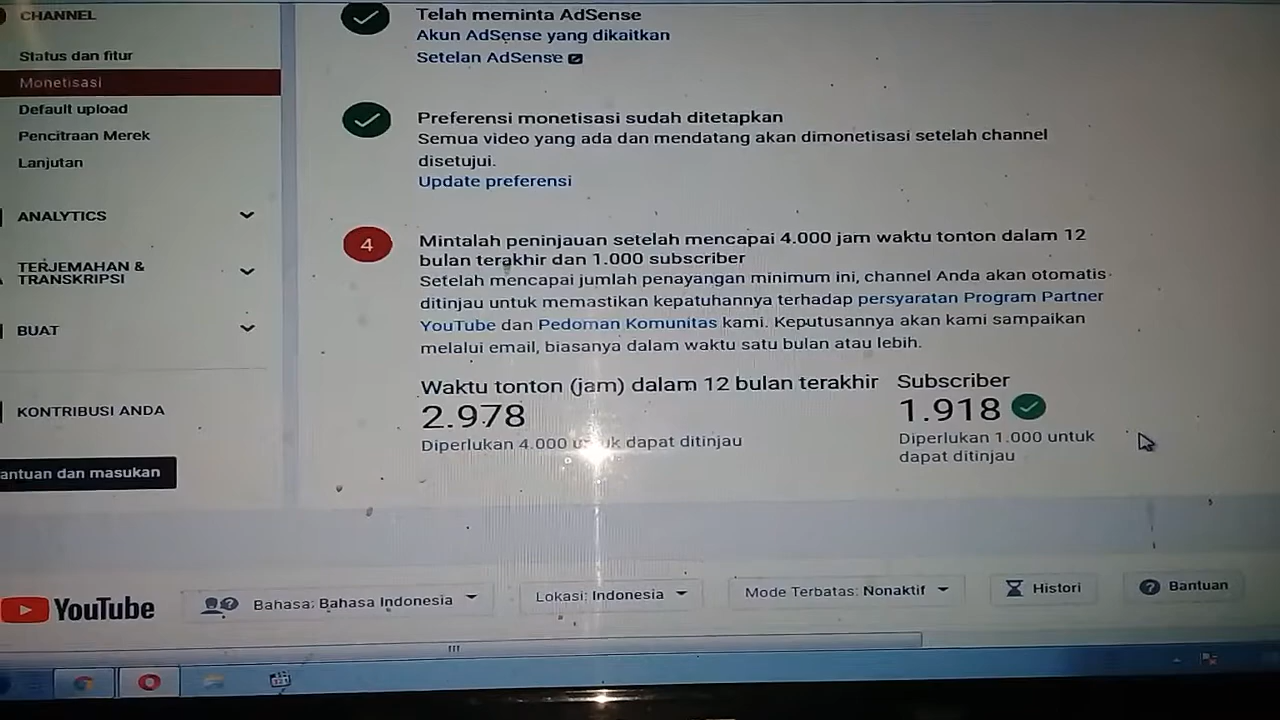 CHANNEL
Status dan fitur
Monetisasi
Default upload
Pencitraan Merek
Lanjutan
ANALYTICS
TERJEMAHAN &
TRANSKRIPSI
BUAT
KONTRIBUSI ANDA
antuan dan masukan
Telah meminta AdSense
Akun AdSense yang dikaitkan
Setelan AdSense
Preferensi monetisasi sudah ditetapkan
Semua video yang ada dan mendatang akan dimonetisasi setelah channel
disetujui.
Update preferensi
4
Mintalah peninjauan setelah mencapai 4.000 jam waktu tonton dalam 12
bulan terakhir dan 1.000 subscriber
Setelah mencapai jumlah penayangan minimum ini, channel Anda akan otomatis
ditinjau untuk memastikan kepatuhannya terhadap persyaratan Program Partner
YouTube dan Pedoman Komunitas kami. Keputusannya akan kami sampaikan
melalui email, biasanya dalam waktu satu bulan atau lebih.
Waktu tonton (jam) dalam 12 bulan terakhir
2.978
Diperlukan 4.000 untuk dapat ditinjau
Subscriber
1.918
Diperlukan 1.000 untuk
dapat ditinjau
YouTube
Bahasa: Bahasa Indonesia
Lokasi: Indonesia
Mode Terbatas: Nonaktif
Histori
Bantuan